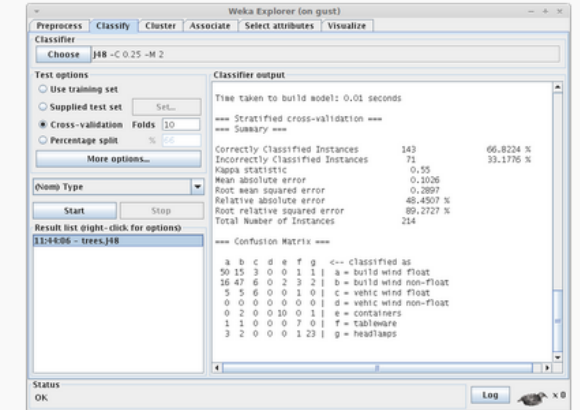 Weka Explorer (on gust)
Preprocess Classify Cluster Associate Select attributes Visualize
Classifier
Choose J48 -C 0.25 -M 2
Test options
Use training set
Supplied test set Set...
Cross-validation Folds 10
Percentage split % 66
More options...
(Nom) Type
Start Stop
Result list (right-click for options)
11:44:06 - trees.J48
Classifier output
Time taken to build model: 0.01 seconds
=== Stratified cross-validation ===
=== Summary ===
Correctly Classified Instances 143 66.8224 %
Incorrectly Classified Instances 71 33.1776 %
Kappa statistic 0.55
Mean absolute error 0.1026
Root mean squared error 0.2897
Relative absolute error 48.4507 %
Root relative squared error 89.2727 %
Total Number of Instances 214
=== Confusion Matrix ===
a b c d e f g <-- classified as
50 15 3 0 0 1 1 | a = build wind float
16 47 6 0 2 3 2 | b = build wind non-float
5 5 6 0 0 1 0 | c = vehic wind float
0 0 0 0 0 0 0 | d = vehic wind non-float
0 2 0 0 10 0 1 | e = containers
1 1 0 0 0 7 0 | f = tableware
3 2 0 0 0 1 23 | g = headlamps
Status
OK
Log
x 0